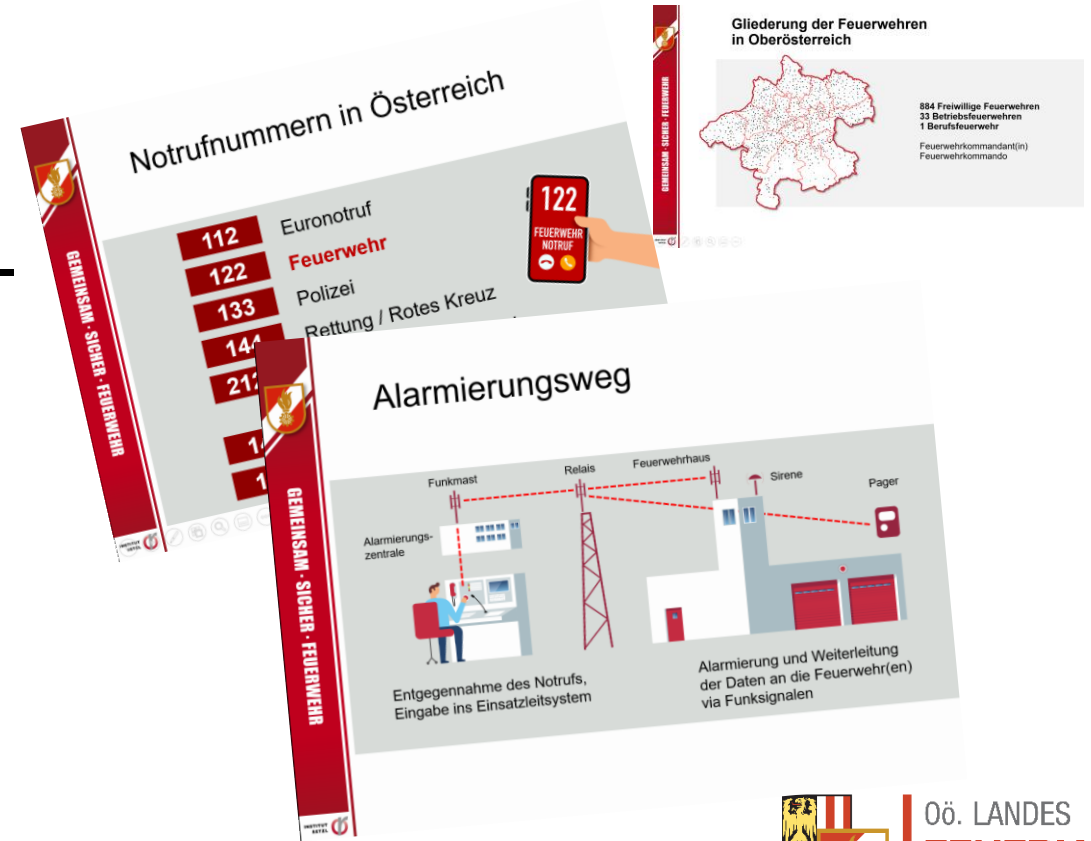 Notrufnummern in Österreich
112 Euronotruf
122 Feuerwehr
133 Polizei
144 Rettung / Rotes Kreuz
212
122
FEUERWEHR
NOTRUF
GEMEINSAM · SICHER · FEUERWEHR
Gliederung der Feuerwehren
in Oberösterreich
884 Freiwillige Feuerwehren
33 Betriebsfeuerwehren
1 Berufsfeuerwehr
Feuerwehrkommandant(in)
Feuerwehrkommando
GEMEINSAM · SICHER · FEUERWEHR
Alarmierungsweg
Funkmast
Relais
Feuerwehrhaus
Sirene
Pager
Alarmierungs-
zentrale
Entgegennahme des Notrufs,
Eingabe ins Einsatzleitsystem
Alarmierung und Weiterleitung
der Daten an die Feuerwehr(en)
via Funksignalen
GEMEINSAM · SICHER · FEUERWEHR
Oö. LANDES